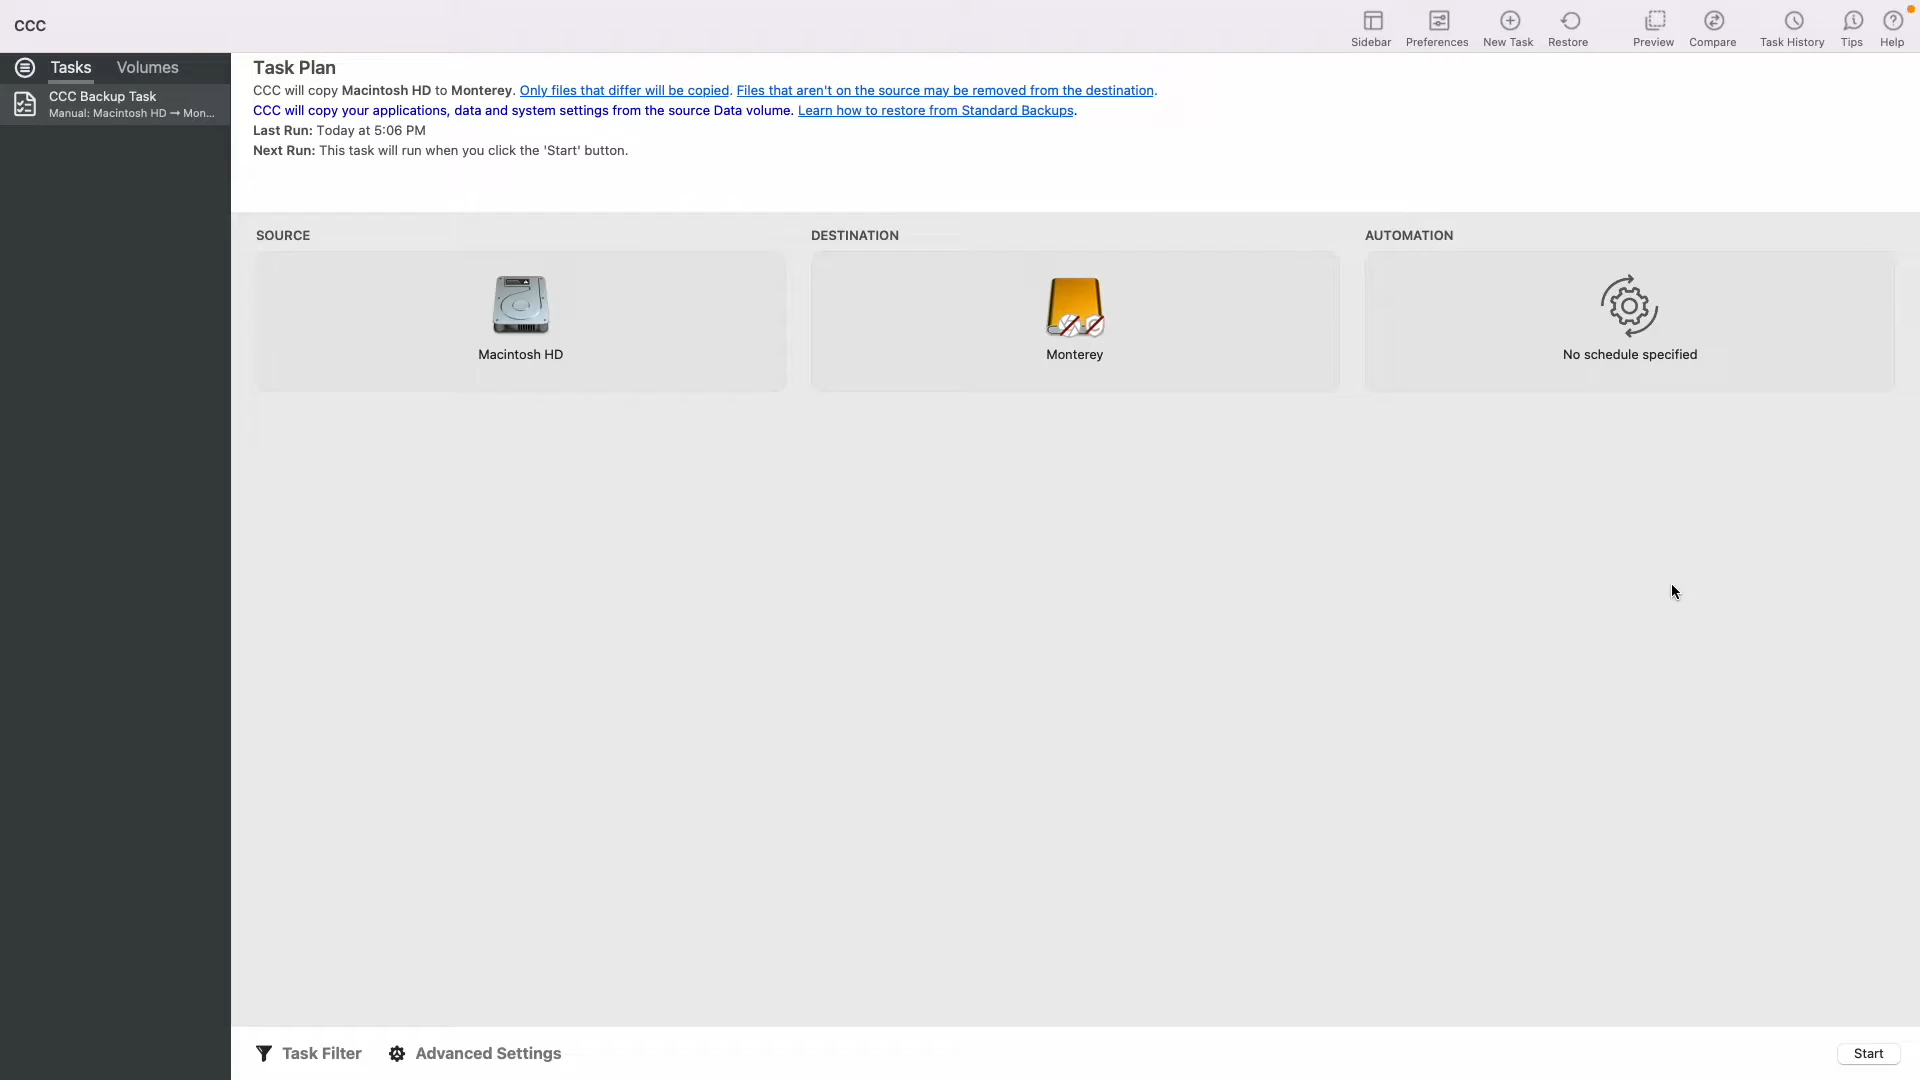 CCC
Sidebar Preferences New Task Restore Preview Compare Task History Tips Help
Tasks Volumes
CCC Backup Task
Manual: Macintosh HD → Mon...
Task Plan
CCC will copy Macintosh HD to Monterey. Only files that differ will be copied. Files that aren't on the source may be removed from the destination.
CCC will copy your applications, data and system settings from the source Data volume. Learn how to restore from Standard Backups.
Last Run: Today at 5:06 PM
Next Run: This task will run when you click the 'Start' button.
SOURCE DESTINATION AUTOMATION
Macintosh HD Monterey No schedule specified
Task Filter Advanced Settings Start